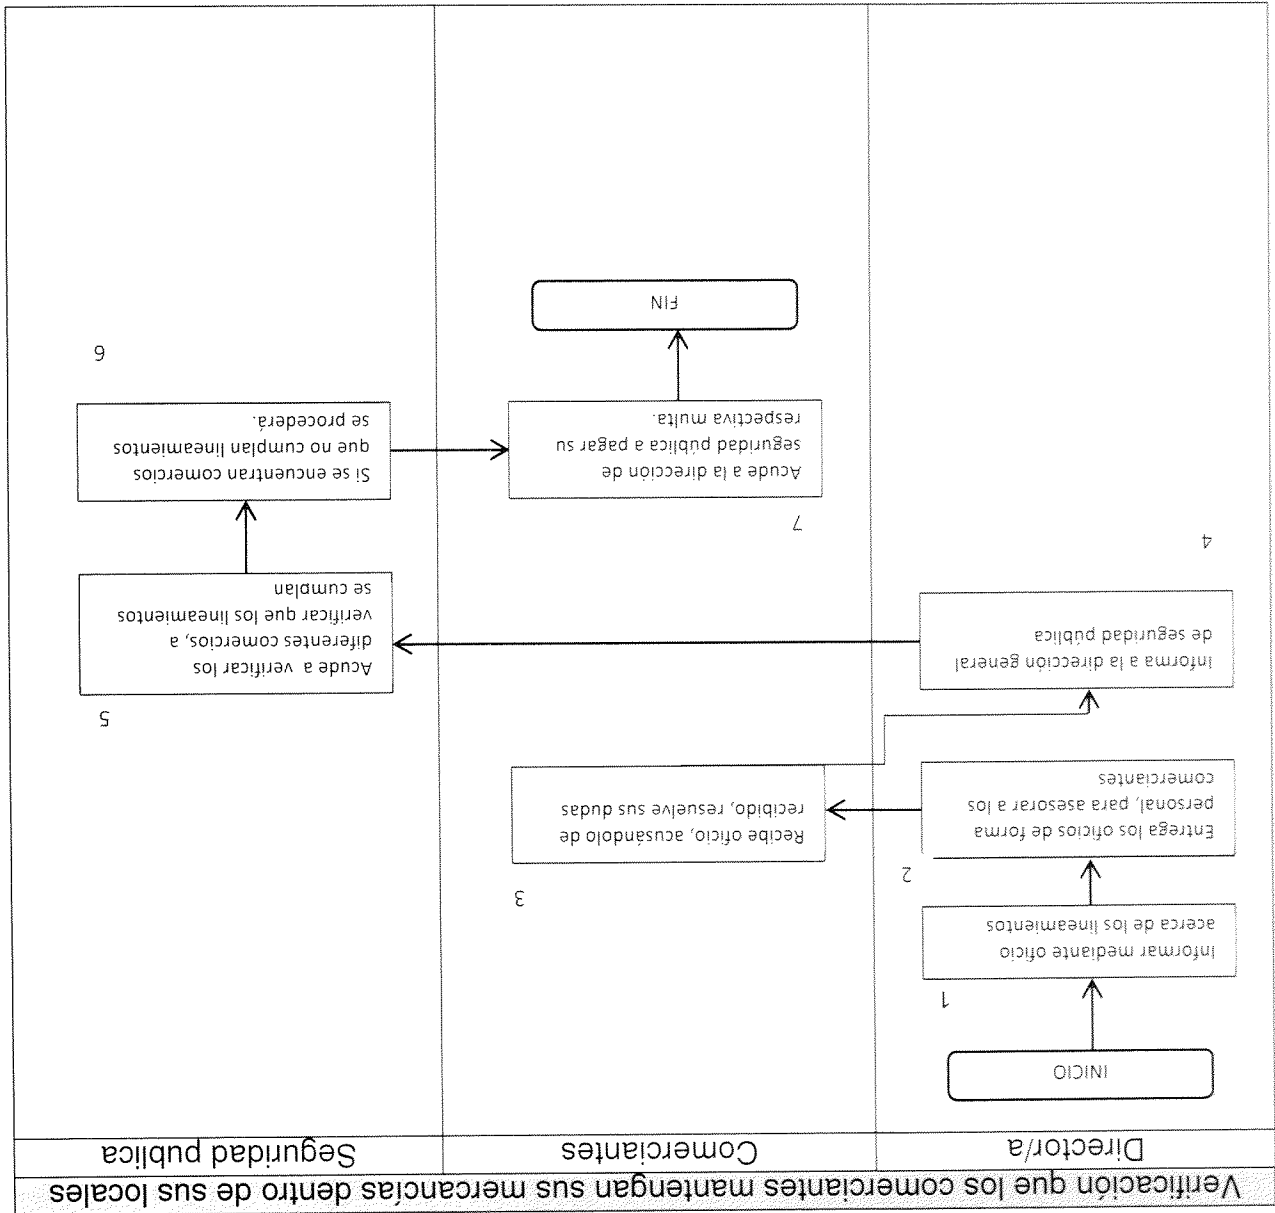 Verificación que los comerciantes mantengan sus mercancías dentro de sus locales
Director/a
Comerciantes
Seguridad publica
INICIO
1
Informar mediante oficio
acerca de los lineamientos
2
Entrega los oficios de forma
personal, para asesorar a los
comerciantes
3
Recibe oficio, acusándolo de
recibido, resuelve sus dudas
4
Informa a la dirección general
de seguridad pública
5
Acude a verificar los
diferentes comercios, a
verificar que los lineamientos
se cumplan
6
Si se encuentran comercios
que no cumplan lineamientos
se procederá.
7
Acude a la dirección de
seguridad pública a pagar su
respectiva multa.
FIN